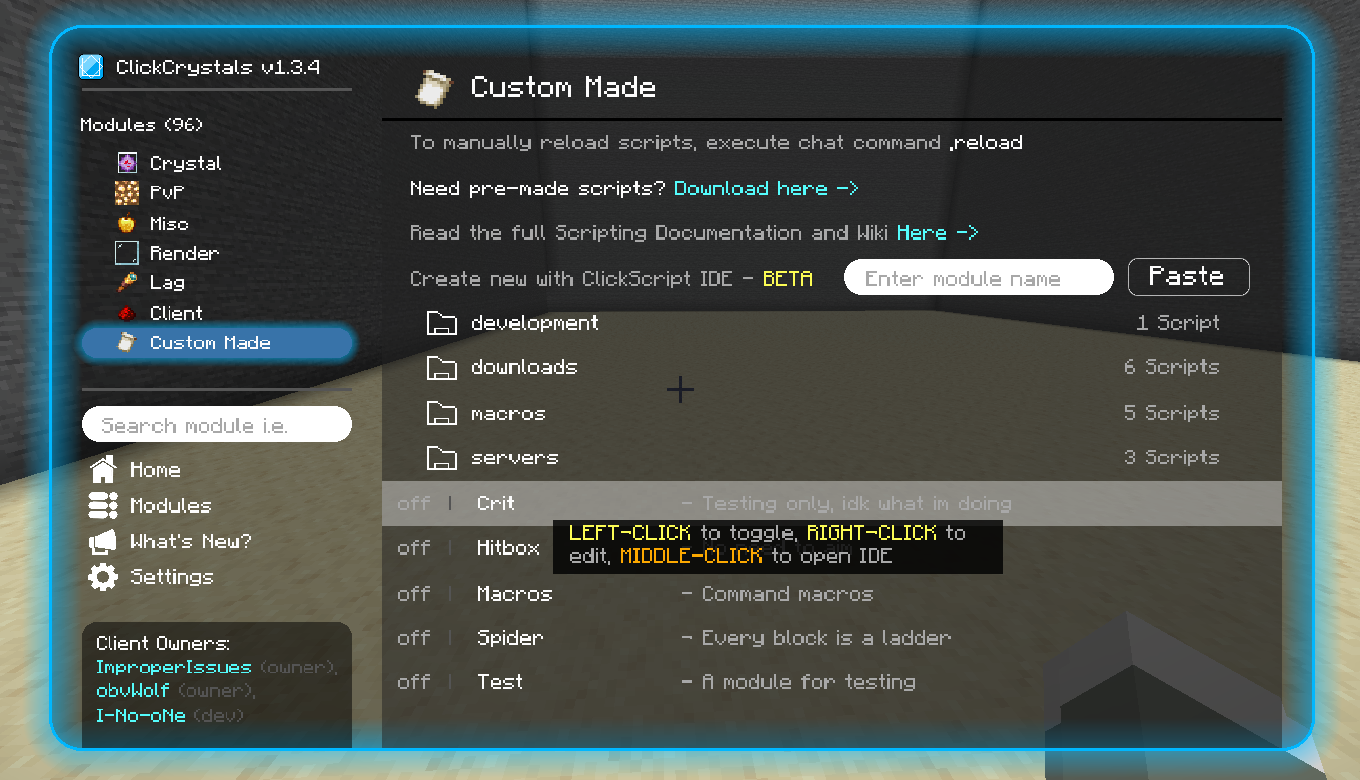 ClickCrystals v1.3.4
Modules (96)
Crystal
PvP
Misc
Render
Lag
Client
Custom Made
Search module i.e.
Home
Modules
What's New?
Settings
Client Owners:
ImproperIssues (owner),
obvWolf (owner),
I-No-oNe (dev)
Custom Made
To manually reload scripts, execute chat command ,reload
Need pre-made scripts? Download here ->
Read the full Scripting Documentation and Wiki Here ->
Create new with ClickScript IDE - BETA Enter module name Paste
development 1 Script
downloads 6 Scripts
macros 5 Scripts
servers 3 Scripts
off | Crit - Testing only, idk what im doing
LEFT-CLICK to toggle, RIGHT-CLICK to
edit, MIDDLE-CLICK to open IDE
off | Hitbox
off | Macros - Command macros
off | Spider - Every block is a ladder
off | Test - A module for testing